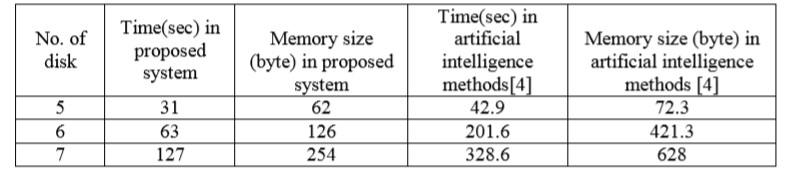 No. of disk | Time(sec) in proposed system | Memory size (byte) in proposed system | Time(sec) in artificial intelligence methods[4] | Memory size (byte) in artificial intelligence methods [4]
5 | 31 | 62 | 42.9 | 72.3
6 | 63 | 126 | 201.6 | 421.3
7 | 127 | 254 | 328.6 | 628